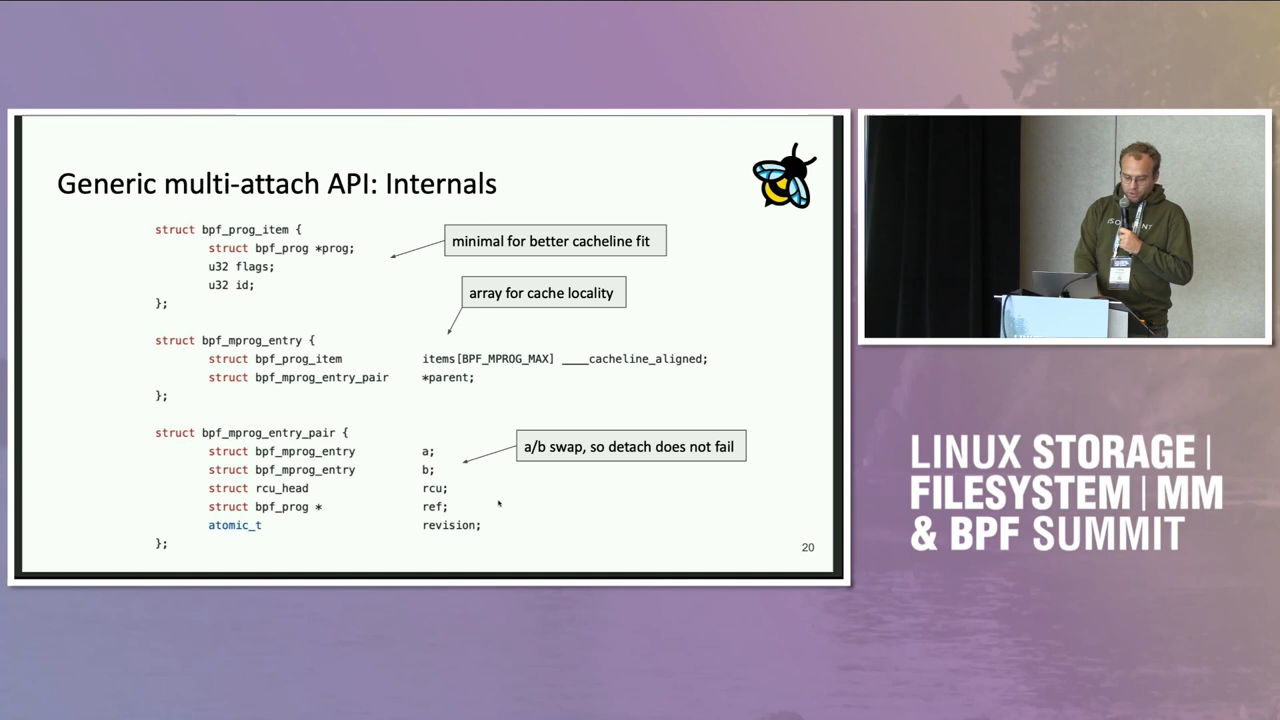 Generic multi-attach API: Internals
struct bpf_prog_item {
struct bpf_prog *prog;
u32 flags;
u32 id;
};
minimal for better cacheline fit
array for cache locality
struct bpf_mprog_entry {
struct bpf_prog_item items[BPF_MPROG_MAX] ____cacheline_aligned;
struct bpf_mprog_entry_pair *parent;
};
struct bpf_mprog_entry_pair {
struct bpf_mprog_entry a;
struct bpf_mprog_entry b;
struct rcu_head rcu;
struct bpf_prog * ref;
atomic_t revision;
};
a/b swap, so detach does not fail
20
LINUX STORAGE |
FILESYSTEM | MM
& BPF SUMMIT